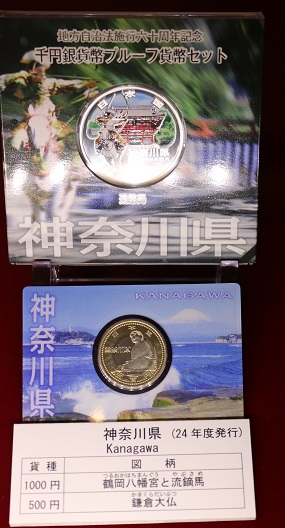 地方自治法施行六十周年記念
千円銀貨幣プルーフ貨幣セット
日本国
神奈川県
KANAGAWA
神奈川県
神奈川県 (24年度発行)
Kanagawa
貨種 図柄
つるおかはちまんぐう やぶさめ
1000円 鶴岡八幡宮と流鏑馬
かまくらだいぶつ
500円 鎌倉大仏